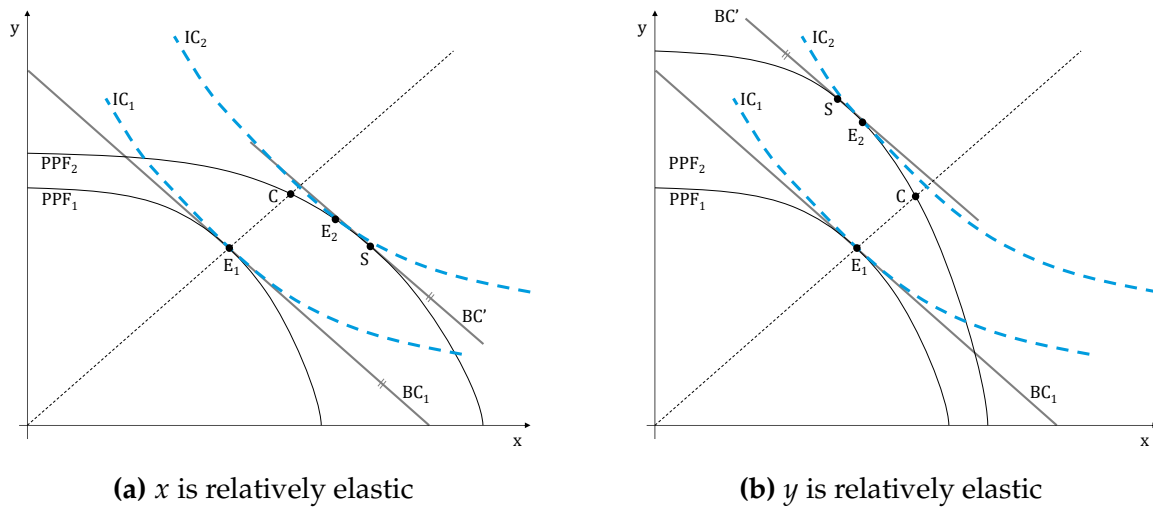 y
IC₂
IC₁
PPF₂
PPF₁
C
E₂
S
E₁
BC'
BC₁
x
(a) x is relatively elastic
y
BC'
IC₂
IC₁
S
E₂
PPF₂
PPF₁
C
E₁
BC₁
x
(b) y is relatively elastic